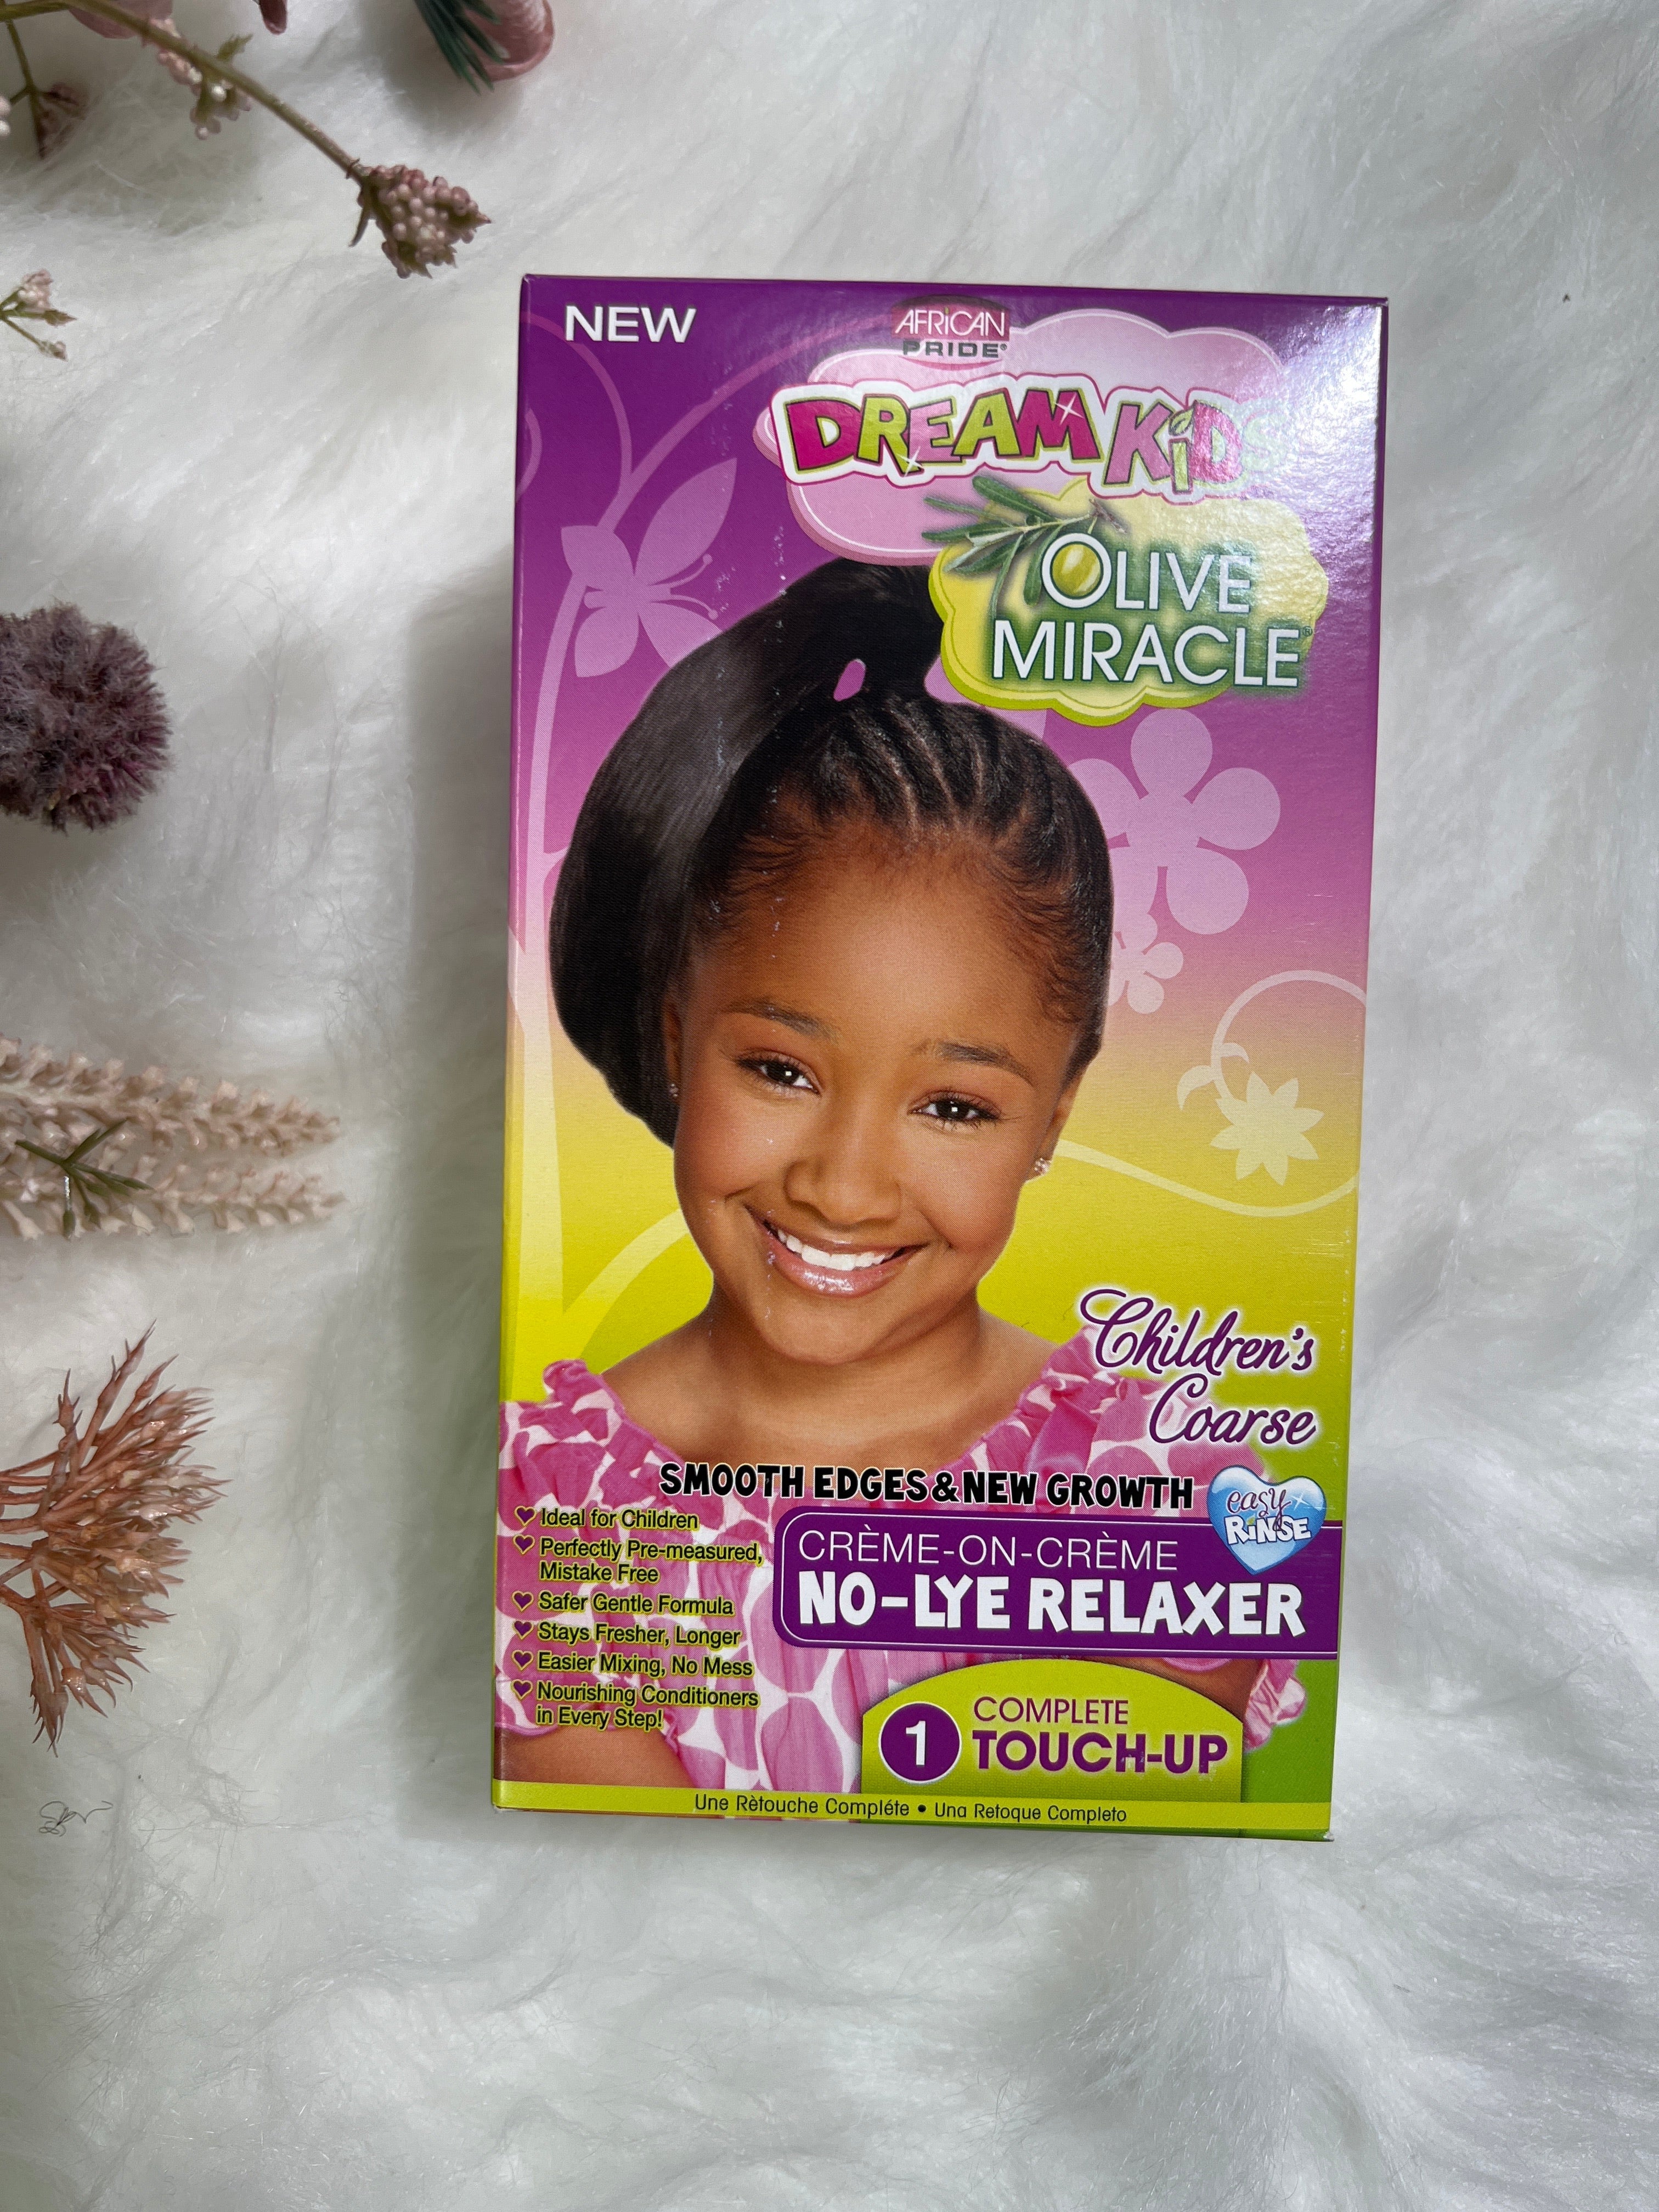 NEW
AFRICAN
PRIDE®
DREAM KiDS
OLIVE
MIRACLE®
Children's
Coarse
SMOOTH EDGES & NEW GROWTH
easy
RiNSE
Ideal for Children
Perfectly Pre-measured,
Mistake Free
Safer Gentle Formula
Stays Fresher, Longer
Easier Mixing, No Mess
Nourishing Conditioners
in Every Step!
CRÈME-ON-CRÈME
NO-LYE RELAXER
1
COMPLETE
TOUCH-UP
Une Rètouche Compléte • Una Retoque Completo